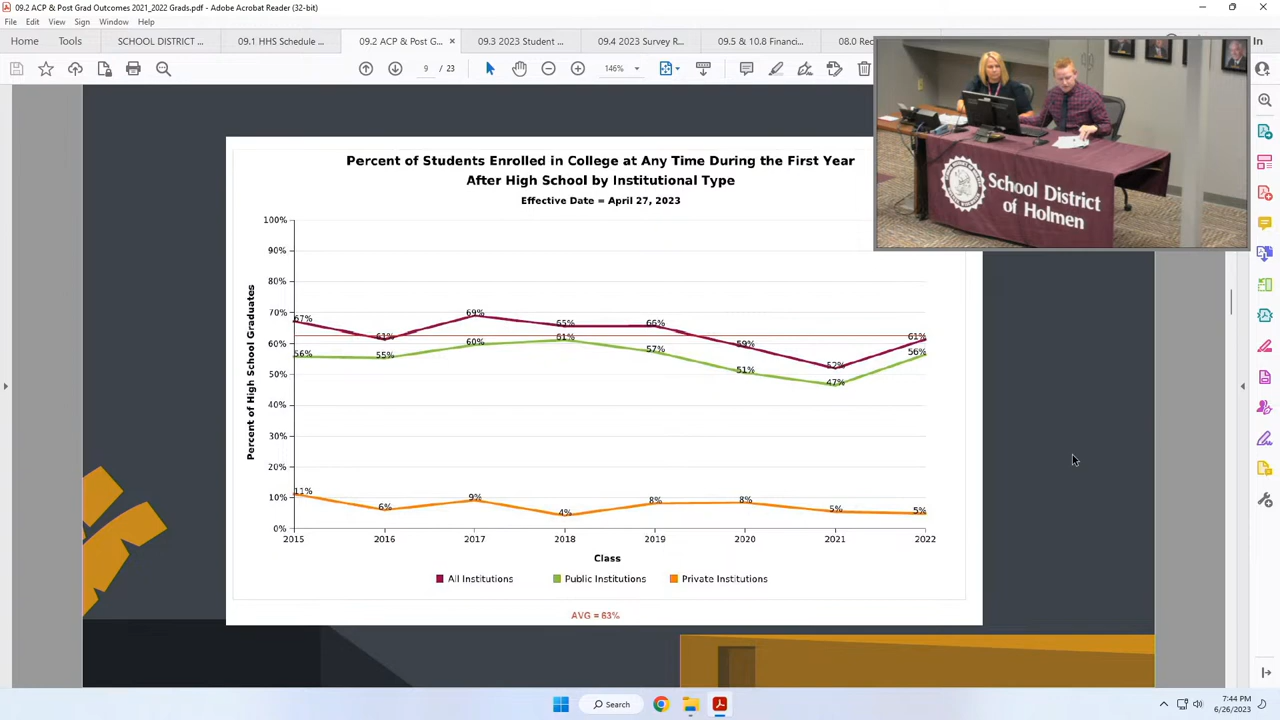 09.2 ACP & Post Grad Outcomes 2021_2022 Grads.pdf - Adobe Acrobat Reader (32-bit)
File Edit View Sign Window Help
Home Tools SCHOOL DISTRICT ... 09.1 HHS Schedule ... 09.2 ACP & Post G... × 09.3 2023 Student ... 09.4 2023 Survey R... 09.5 & 10.8 Financi... 08.0 Rec In
/ 23 146%
School District
of Holmen
Percent of Students Enrolled in College at Any Time During the First Year
After High School by Institutional Type
Effective Date = April 27, 2023
Percent of High School Graduates
100%
90%
80%
70%
60%
50%
40%
30%
20%
10%
0%
67% 61% 69% 65% 66% 59% 52% 61%
56% 55% 60% 61% 57% 51% 47% 56%
11% 6% 9% 4% 8% 8% 5% 5%
2015 2016 2017 2018 2019 2020 2021 2022
Class
All Institutions Public Institutions Private Institutions
AVG = 63%
Search
7:44 PM
6/26/2023